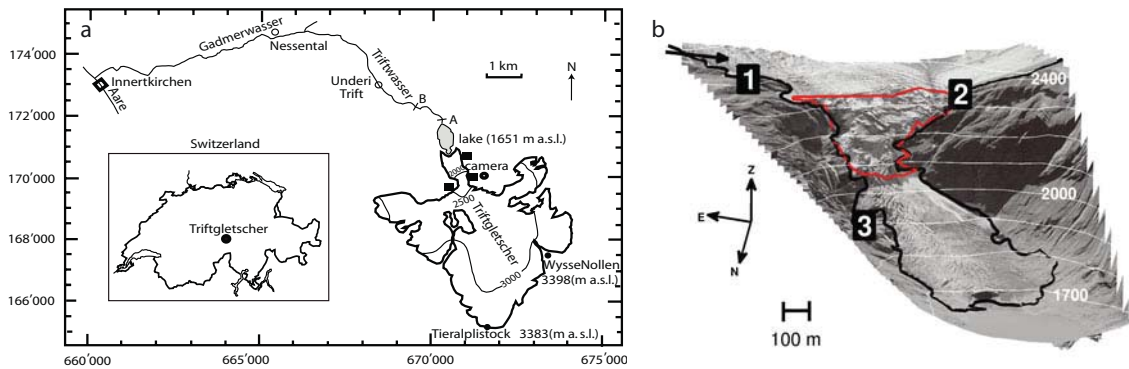 a
174′000
172′000
170′000
168′000
166′000
660′000
665′000
670′000
675′000
Gadmerwasser
Nessental
Innertkirchen
Aare
Underi
Trift
Triftwasser
B
A
1 km
N
lake (1651 m a.s.l.)
camera
2500
Triftgletscher
3000
WysseNollen
3398(m a.s.l.)
Tieralplistock 3383(m a. s.l.)
Switzerland
Triftgletscher
b
1
2
3
2400
2000
1700
Z
E
N
100 m